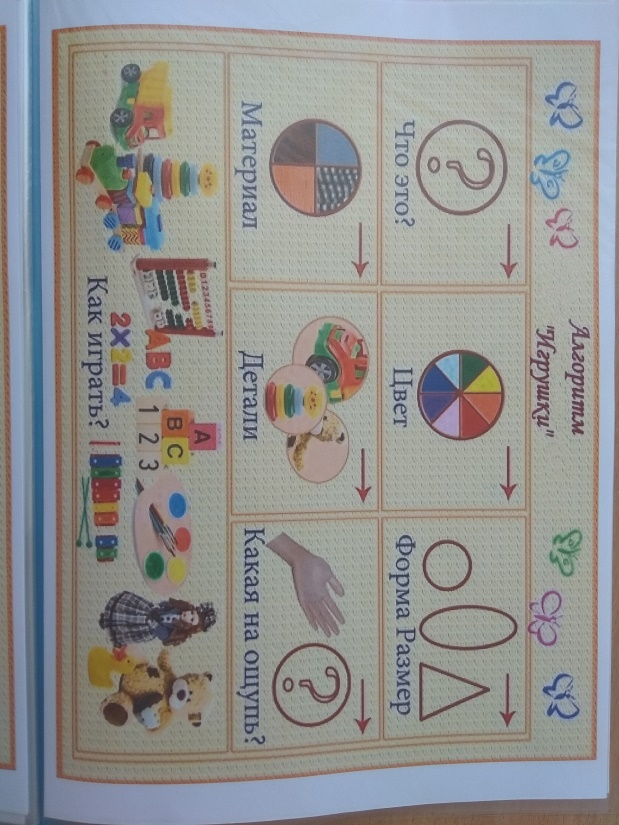 Алгоритм
"Игрушки"
Что это?
Цвет
Форма Размер
Материал
Детали
Какая на ощупь?
ABC
2×2=4
A
B C
1 2 3
Как играть?